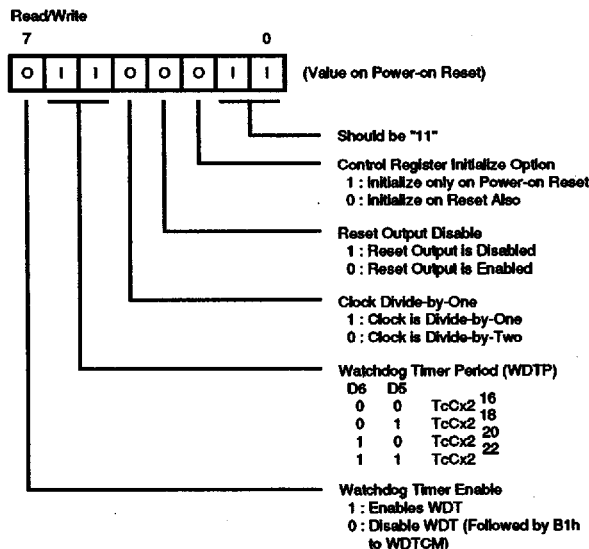 Read/Write
7 0
0 1 1 0 0 0 1 1 (Value on Power-on Reset)
Should be "11"
Control Register Initialize Option
1 : Initialize only on Power-on Reset
0 : Initialize on Reset Also
Reset Output Disable
1 : Reset Output is Disabled
0 : Reset Output is Enabled
Clock Divide-by-One
1 : Clock is Divide-by-One
0 : Clock is Divide-by-Two
Watchdog Timer Period (WDTP)
D6 D5
0 0 TcCx2 16
0 1 TcCx2 18
1 0 TcCx2 20
1 1 TcCx2 22
Watchdog Timer Enable
1 : Enables WDT
0 : Disable WDT (Followed by B1h
to WDTCM)